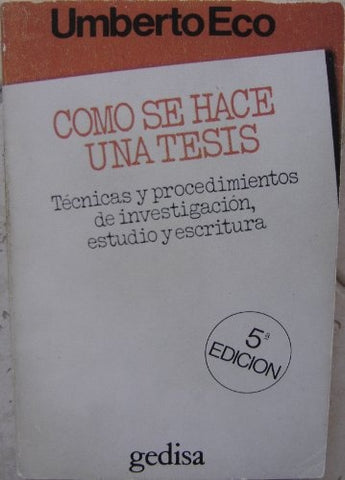 Umberto Eco
COMO SE HACE
UNA TESIS
Técnicas y procedimientos
de investigación,
estudio y escritura
5ª
EDICION
gedisa